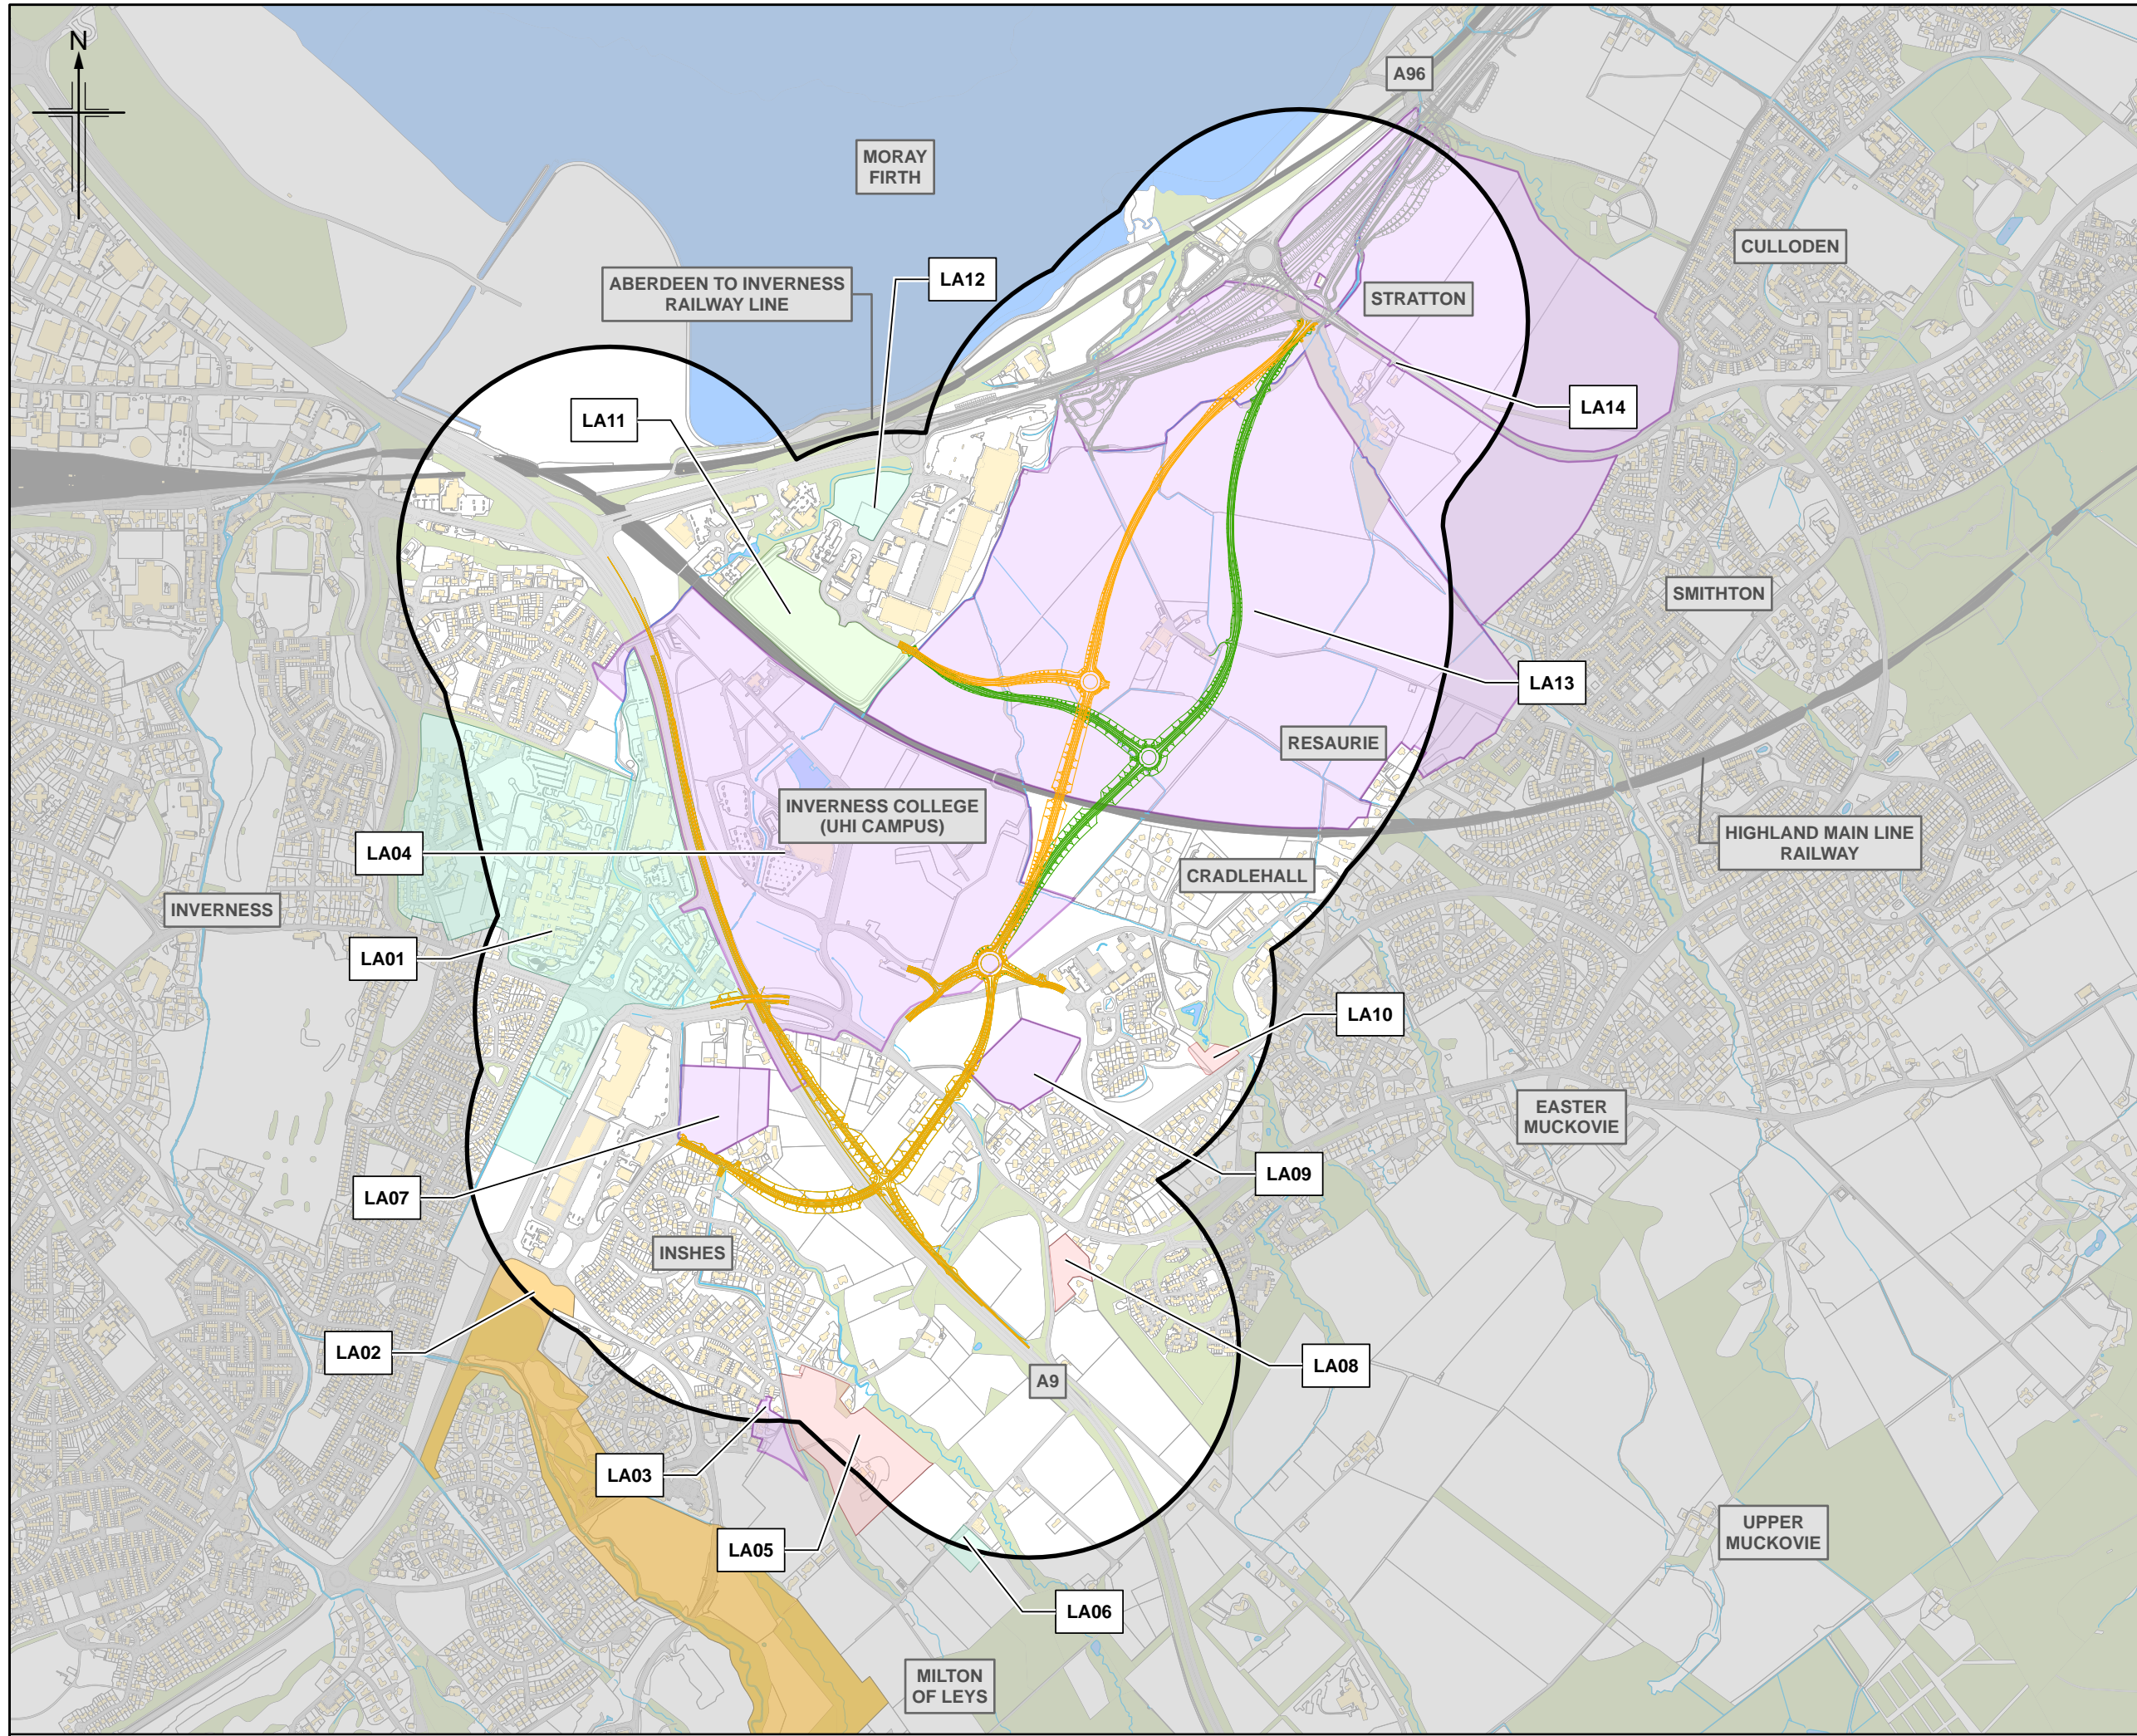 N
A96
MORAY
FIRTH
CULLODEN
ABERDEEN TO INVERNESS
RAILWAY LINE
LA12
STRATTON
LA11
LA14
SMITHTON
LA13
RESAURIE
INVERNESS COLLEGE
(UHI CAMPUS)
HIGHLAND MAIN LINE
RAILWAY
LA04
CRADLEHALL
INVERNESS
LA01
LA10
EASTER
MUCKOVIE
LA09
LA07
INSHES
LA02
LA08
A9
LA03
LA05
UPPER
MUCKOVIE
LA06
MILTON
OF LEYS